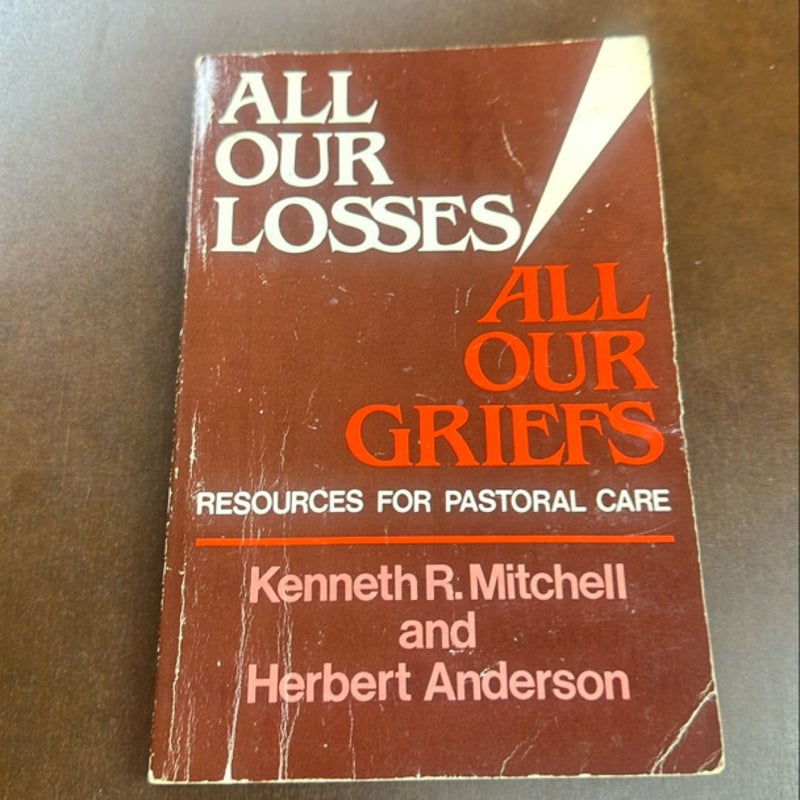 ALL
OUR
LOSSES
ALL
OUR
GRIEFS
RESOURCES FOR PASTORAL CARE
Kenneth R. Mitchell
and
Herbert Anderson